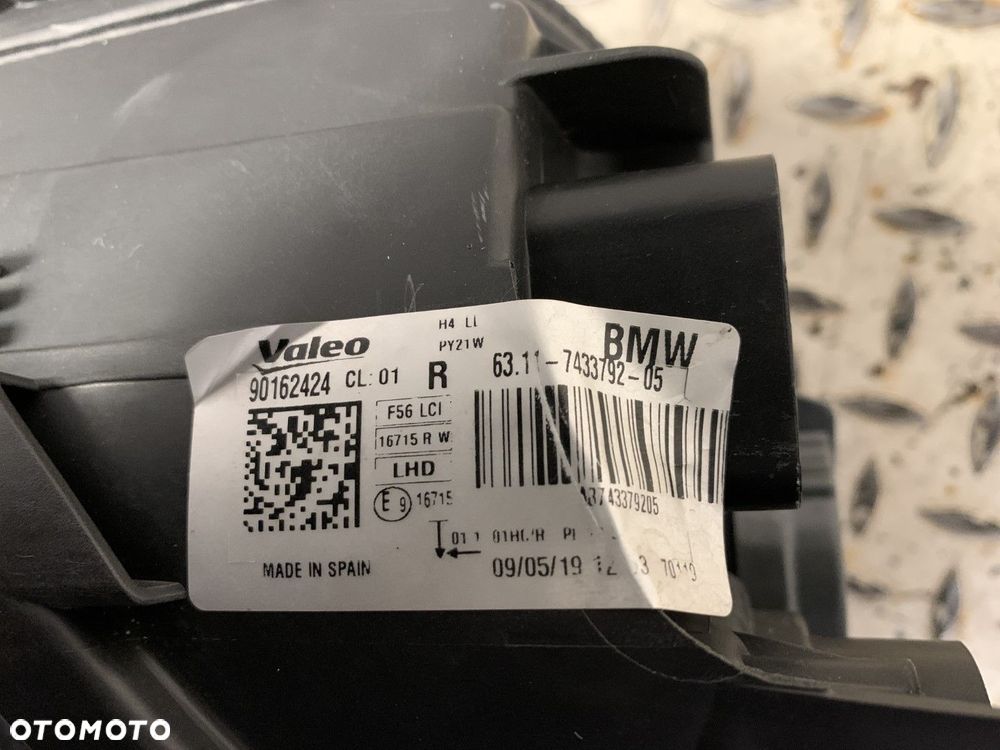 H4 LL
PY21W
Valeo
BMW
90162424 CL:01 R 63.11-7433792-05
F56 LCI
16715 R W
LHD
E 9 16715
743379205
MADE IN SPAIN
09/05/19
OTOMOTO